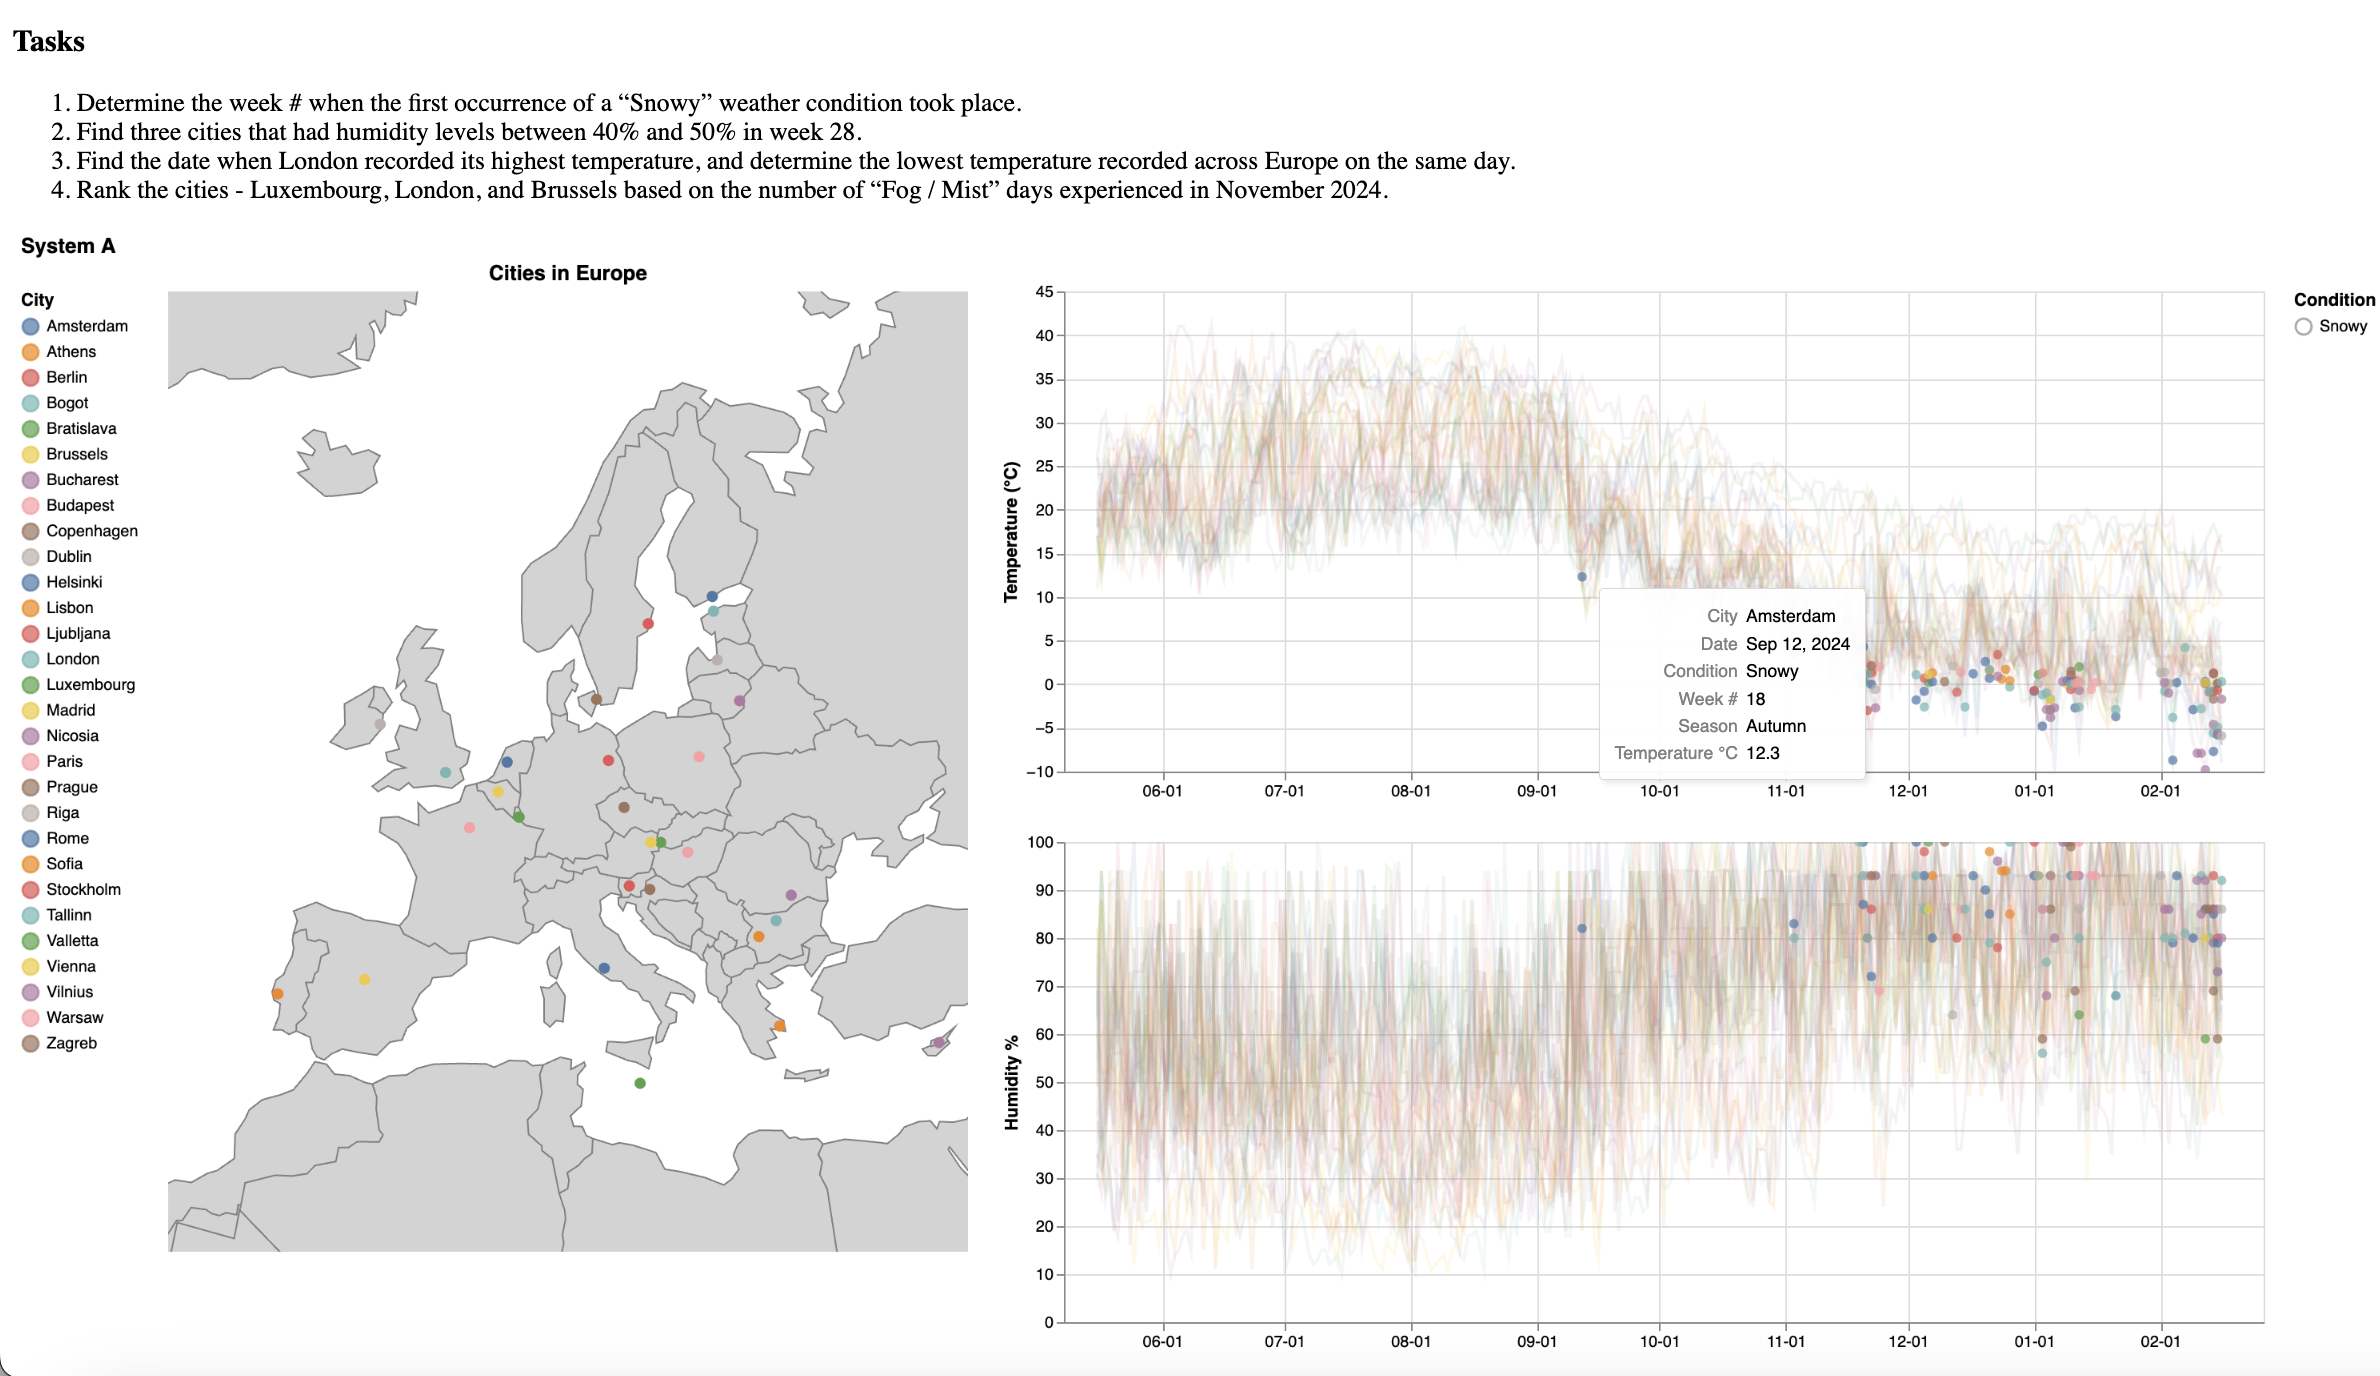 Tasks
1. Determine the week # when the first occurrence of a “Snowy” weather condition took place.
2. Find three cities that had humidity levels between 40% and 50% in week 28.
3. Find the date when London recorded its highest temperature, and determine the lowest temperature recorded across Europe on the same day.
4. Rank the cities - Luxembourg, London, and Brussels based on the number of “Fog / Mist” days experienced in November 2024.
System A
Cities in Europe
City
Amsterdam
Athens
Berlin
Bogot
Bratislava
Brussels
Bucharest
Budapest
Copenhagen
Dublin
Helsinki
Lisbon
Ljubljana
London
Luxembourg
Madrid
Nicosia
Paris
Prague
Riga
Rome
Sofia
Stockholm
Tallinn
Valletta
Vienna
Vilnius
Warsaw
Zagreb
Temperature (°C)
45
40
35
30
25
20
15
10
5
0
−5
−10
06-01 07-01 08-01 09-01 10-01 11-01 12-01 01-01 02-01
City Amsterdam
Date Sep 12, 2024
Condition Snowy
Week # 18
Season Autumn
Temperature °C 12.3
Condition
Snowy
Humidity %
100
90
80
70
60
50
40
30
20
10
0
06-01 07-01 08-01 09-01 10-01 11-01 12-01 01-01 02-01